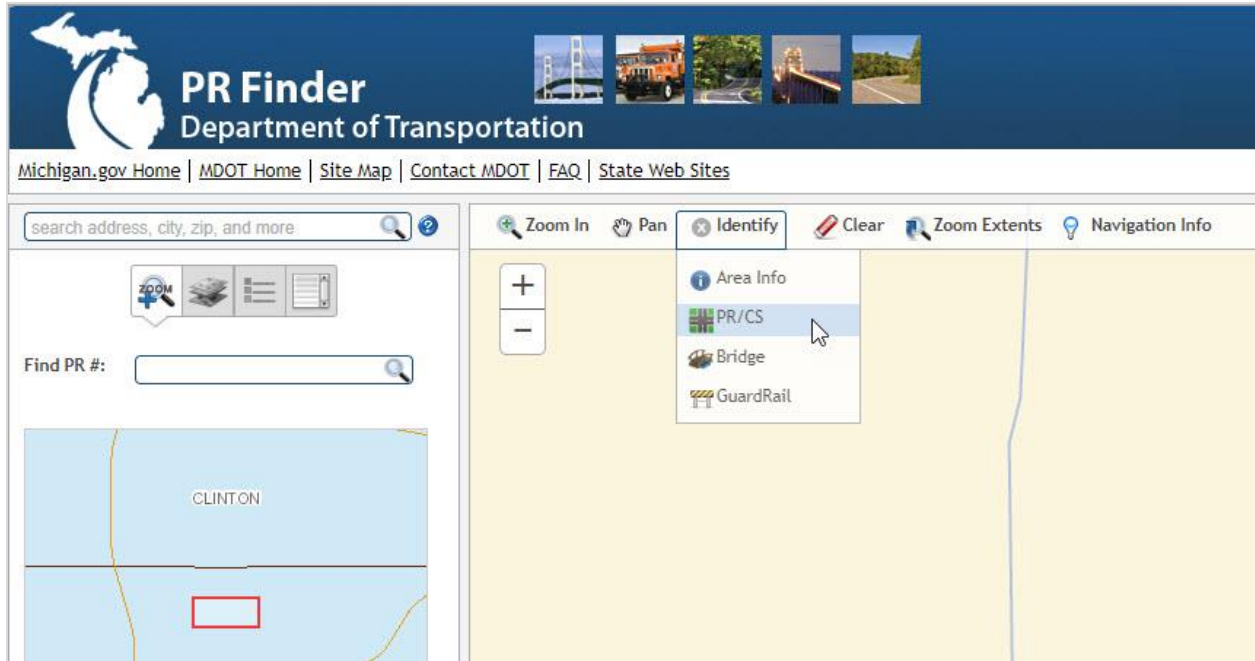 PR Finder
Department of Transportation
Michigan.gov Home | MDOT Home | Site Map | Contact MDOT | FAQ | State Web Sites
search address, city, zip, and more
Zoom In Pan Identify Clear Zoom Extents Navigation Info
ZOOM
Area Info
PR/CS
Bridge
GuardRail
Find PR #:
CLINTON